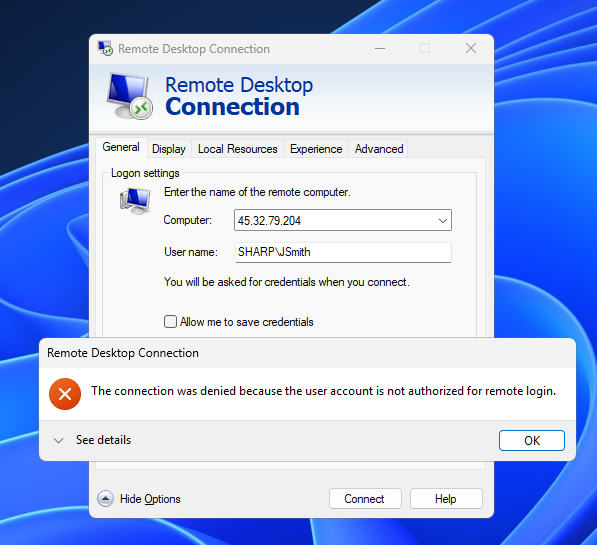 Remote Desktop Connection
Remote Desktop
Connection
General Display Local Resources Experience Advanced
Logon settings
Enter the name of the remote computer.
Computer: 45.32.79.204
User name: SHARP\JSmith
You will be asked for credentials when you connect.
Allow me to save credentials
Remote Desktop Connection
The connection was denied because the user account is not authorized for remote login.
See details OK
Hide Options Connect Help